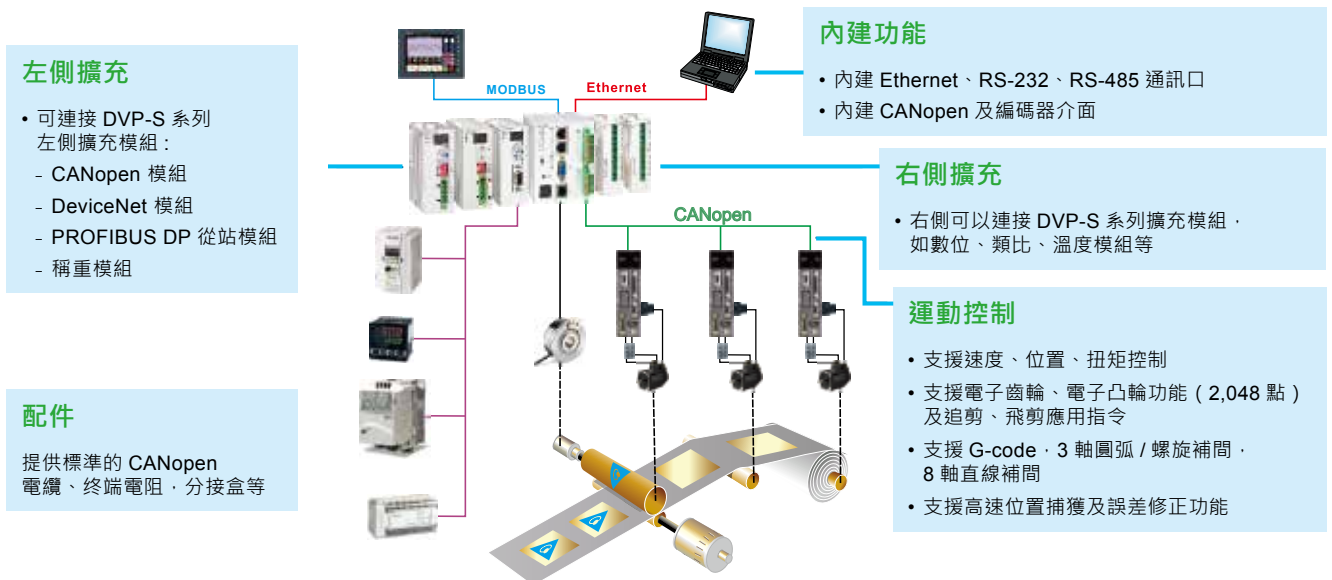 左側擴充
• 可連接 DVP-S 系列
左側擴充模組 :
- CANopen 模組
- DeviceNet 模組
- PROFIBUS DP 從站模組
- 稱重模組
配件
提供標準的 CANopen
電纜、终端電阻，分接盒等
MODBUS
Ethernet
CANopen
內建功能
• 內建 Ethernet、RS-232、RS-485 通訊口
• 內建 CANopen 及編碼器介面
右側擴充
• 右側可以連接 DVP-S 系列擴充模組，
如數位、類比、溫度模組等
運動控制
• 支援速度、位置、扭矩控制
• 支援電子齒輪、電子凸輪功能 ( 2,048 點 )
及追剪、飛剪應用指令
• 支援 G-code，3 軸圓弧 / 螺旋補間，
8 軸直線補間
• 支援高速位置捕獲及誤差修正功能